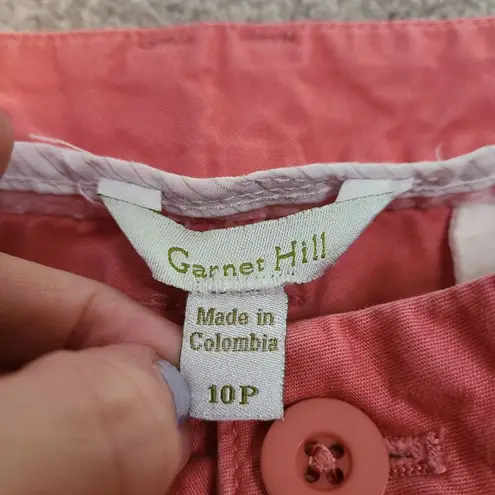 Garnet Hill
Made in
Colombia
10P